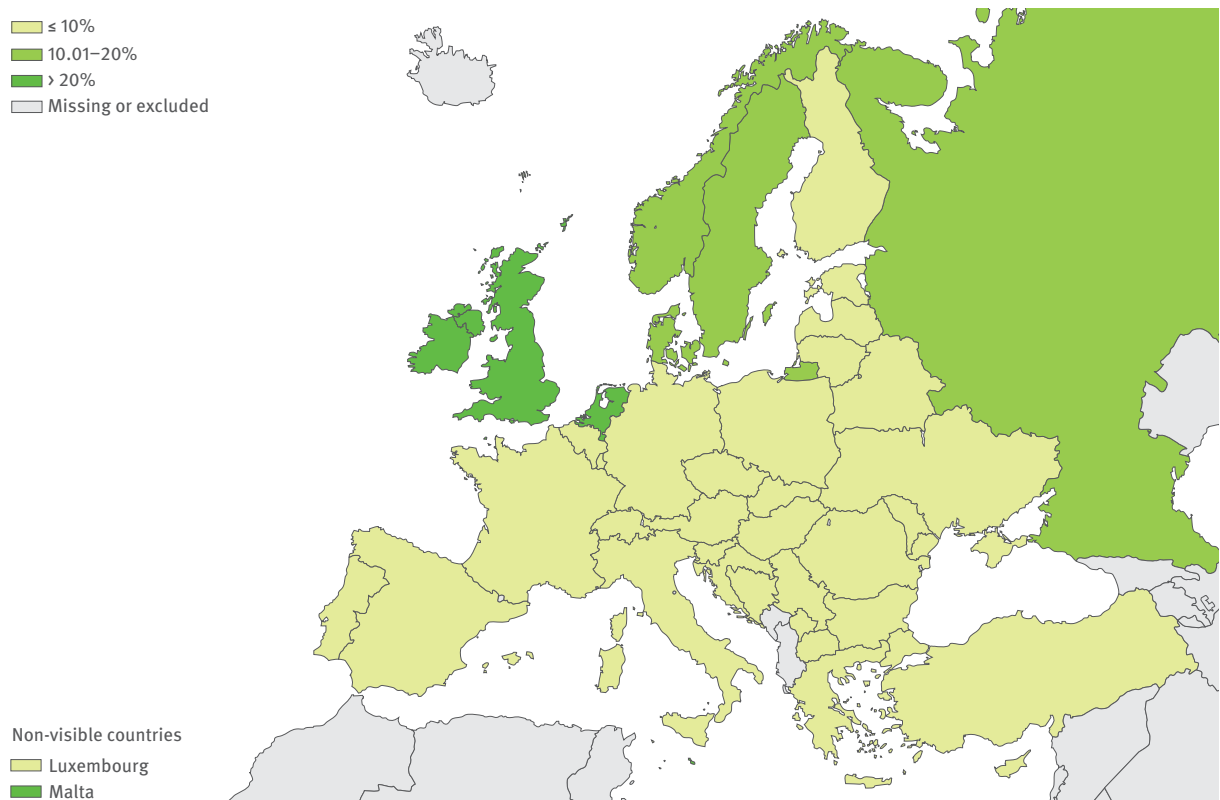 ≤ 10%
10.01–20%
> 20%
Missing or excluded
Non-visible countries
Luxembourg
Malta